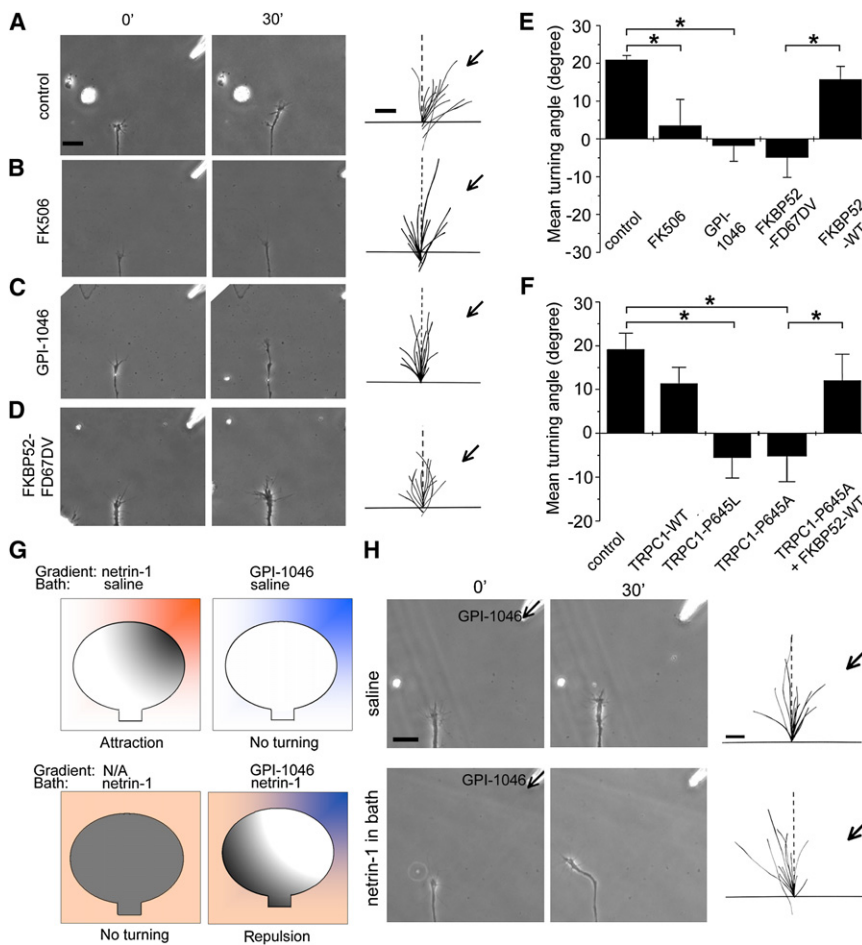 A
0'
30'
control
B
FK506
C
GPI-1046
D
FKBP52-
FD67DV
E
Mean turning angle (degree)
30
20
10
0
-10
-20
-30
*
*
*
control
FK506
GPI-
1046
FKBP52
-FD67DV
FKBP52
-WT
F
Mean turning angle (degree)
30
20
10
0
-10
-20
*
*
*
control
TRPC1-WT
TRPC1-P645L
TRPC1-P645A
TRPC1-P645A
+ FKBP52-WT
G
Gradient: netrin-1
Bath: saline
Attraction
GPI-1046
saline
No turning
Gradient: N/A
Bath: netrin-1
No turning
GPI-1046
netrin-1
Repulsion
H
0'
30'
saline
GPI-1046
netrin-1 in bath
GPI-1046